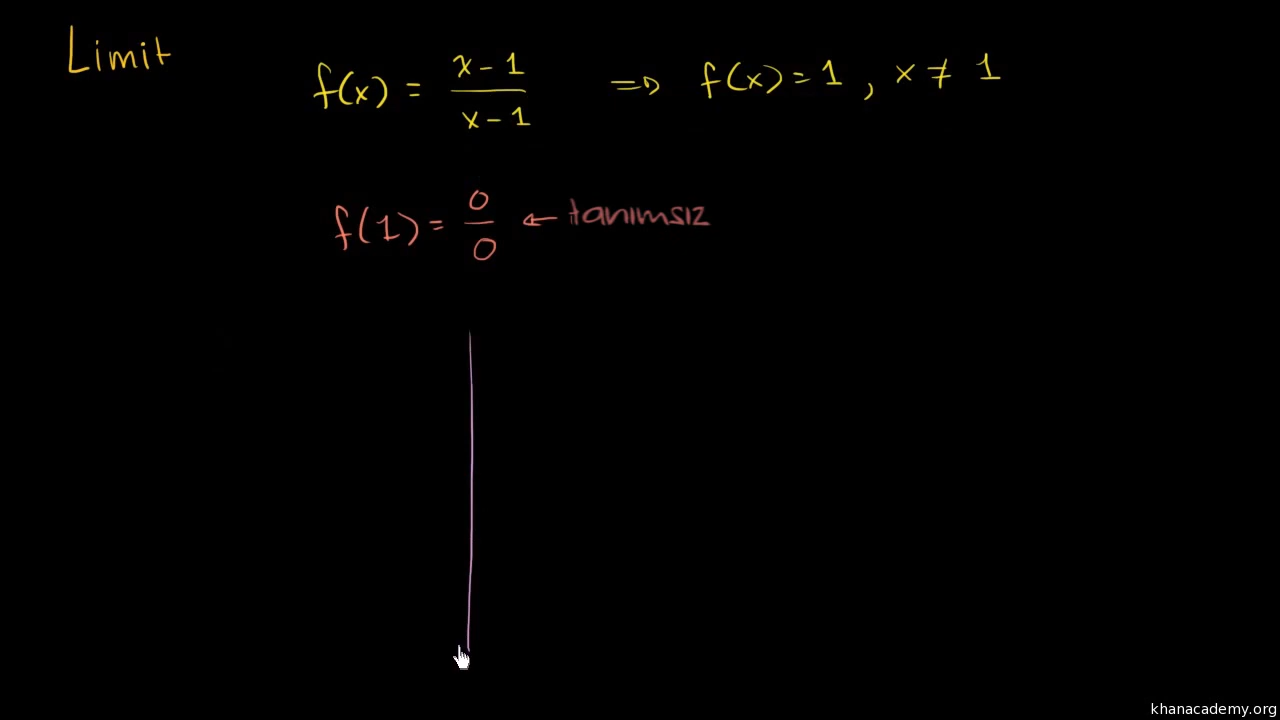 Limit
f(x) = x-1 / x-1 => f(x) = 1 , x ≠ 1
f(1) = 0 / 0 ← tanımsız
khanacademy.org